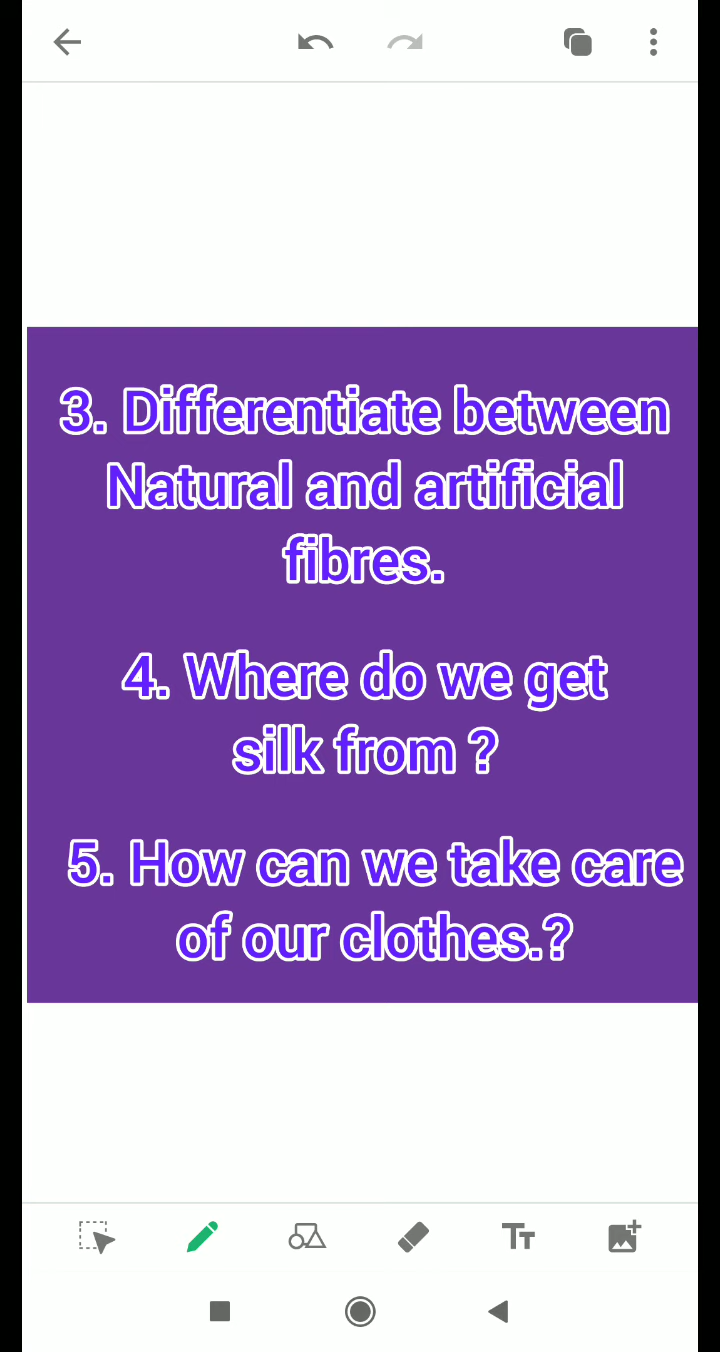 3. Differentiate between
Natural and artificial
fibres.
4. Where do we get
silk from ?
5. How can we take care
of our clothes.?
Tт